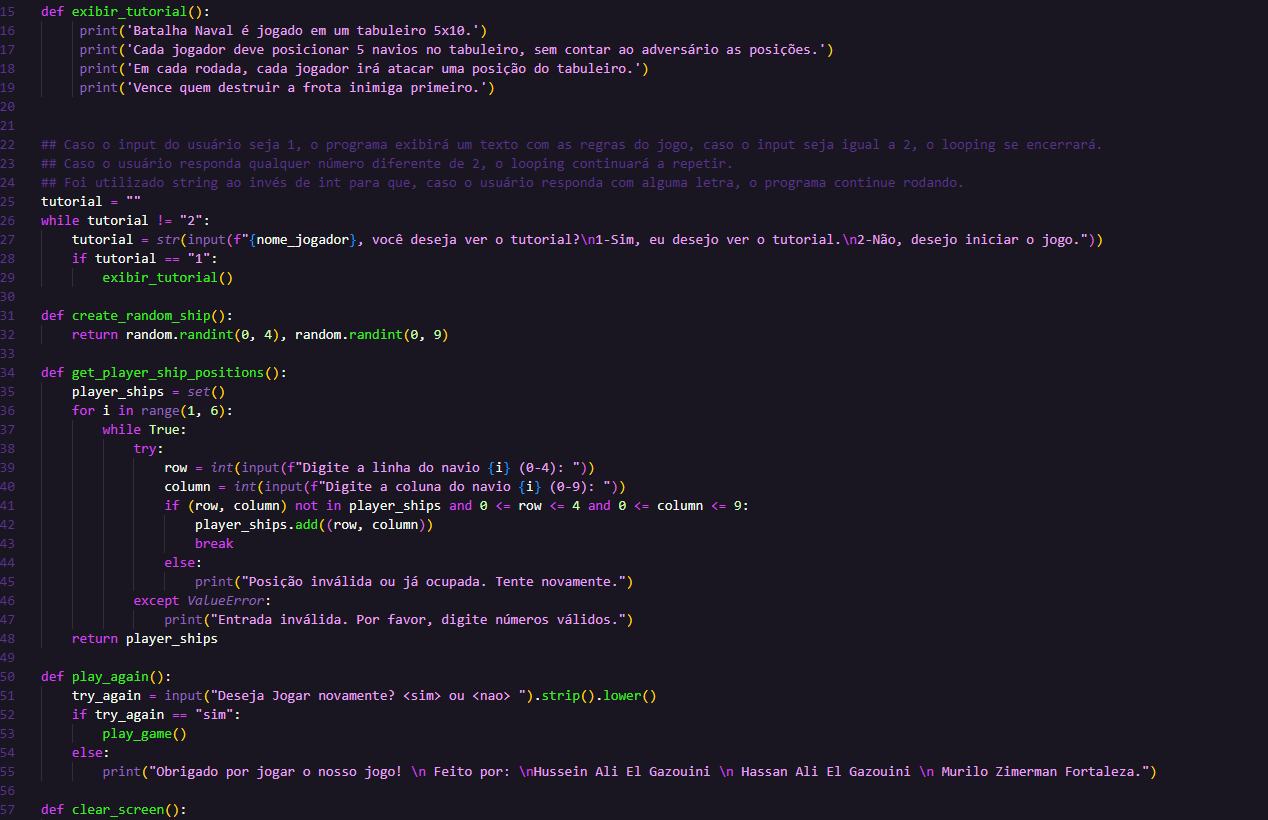 15 def exibir_tutorial():
16 print('Batalha Naval é jogado em um tabuleiro 5x10.')
17 print('Cada jogador deve posicionar 5 navios no tabuleiro, sem contar ao adversário as posições.')
18 print('Em cada rodada, cada jogador irá atacar uma posição do tabuleiro.')
19 print('Vence quem destruir a frota inimiga primeiro.')
20
21
22 ## Caso o input do usuário seja 1, o programa exibirá um texto com as regras do jogo, caso o input seja igual a 2, o looping se encerrará.
23 ## Caso o usuário responda qualquer número diferente de 2, o looping continuará a repetir.
24 ## Foi utilizado string ao invés de int para que, caso o usuário responda com alguma letra, o programa continue rodando.
25 tutorial = ""
26 while tutorial != "2":
27 tutorial = str(input(f"{nome_jogador}, você deseja ver o tutorial?\n1-Sim, eu desejo ver o tutorial.\n2-Não, desejo iniciar o jogo."))
28 if tutorial == "1":
29 exibir_tutorial()
30
31 def create_random_ship():
32 return random.randint(0, 4), random.randint(0, 9)
33
34 def get_player_ship_positions():
35 player_ships = set()
36 for i in range(1, 6):
37 while True:
38 try:
39 row = int(input(f"Digite a linha do navio {i} (0-4): "))
40 column = int(input(f"Digite a coluna do navio {i} (0-9): "))
41 if (row, column) not in player_ships and 0 <= row <= 4 and 0 <= column <= 9:
42 player_ships.add((row, column))
43 break
44 else:
45 print("Posição inválida ou já ocupada. Tente novamente.")
46 except ValueError:
47 print("Entrada inválida. Por favor, digite números válidos.")
48 return player_ships
49
50 def play_again():
51 try_again = input("Deseja Jogar novamente? <sim> ou <nao> ").strip().lower()
52 if try_again == "sim":
53 play_game()
54 else:
55 print("Obrigado por jogar o nosso jogo! \n Feito por: \nHussein Ali El Gazouini \n Hassan Ali El Gazouini \n Murilo Zimerman Fortaleza.")
56
57 def clear_screen():